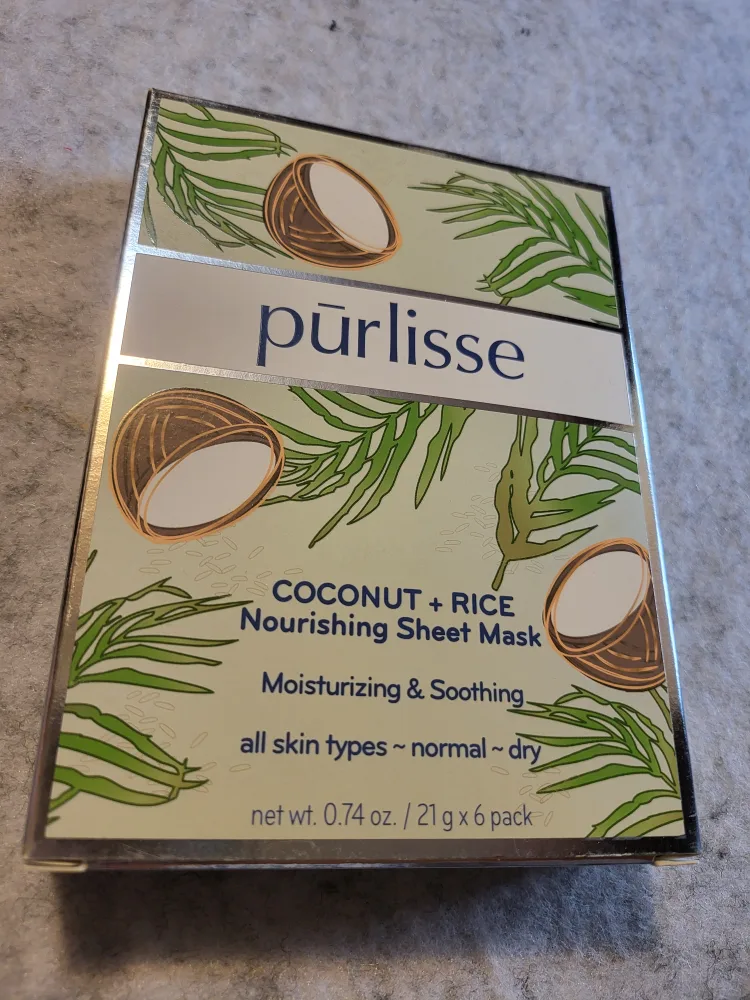 pūrlisse
COCONUT + RICE
Nourishing Sheet Mask
Moisturizing & Soothing
all skin types ~ normal ~ dry
net wt. 0.74 oz. / 21 g x 6 pack